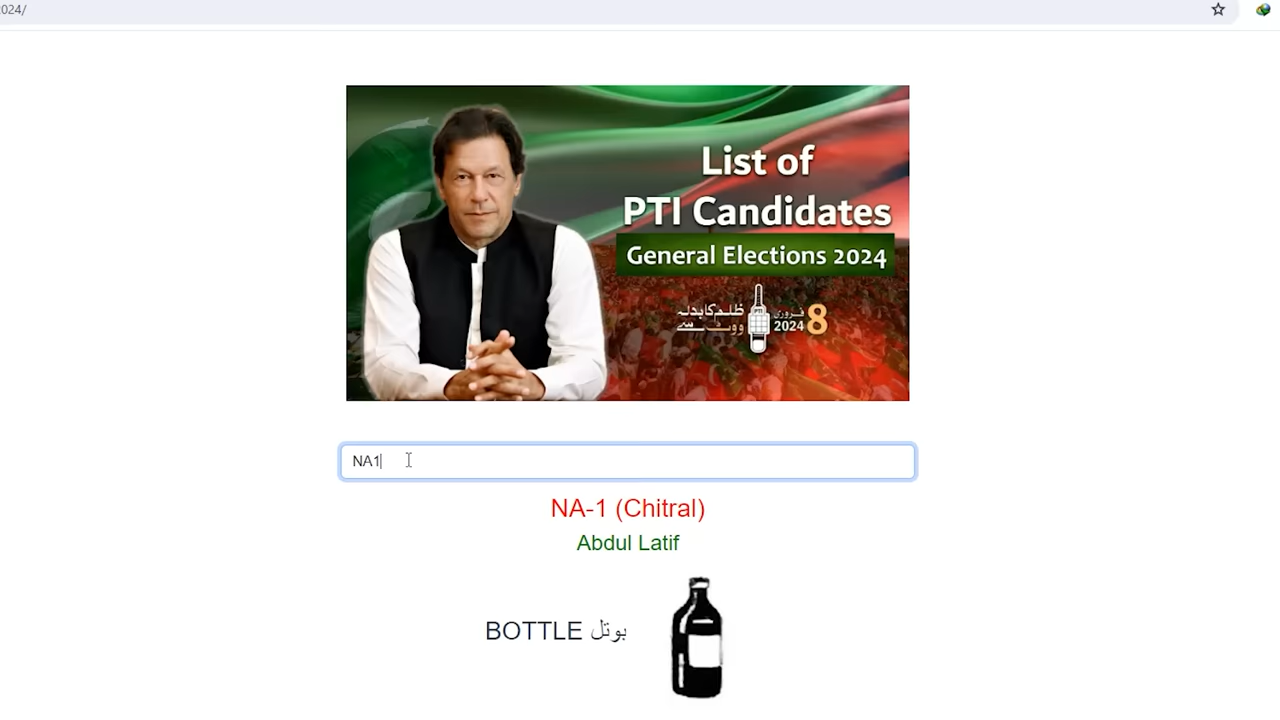 2024/
List of
PTI Candidates
General Elections 2024
ظلم کا بدلہ
ووٹ سے
8 فروری
2024
NA1
NA-1 (Chitral)
Abdul Latif
BOTTLE بوتل